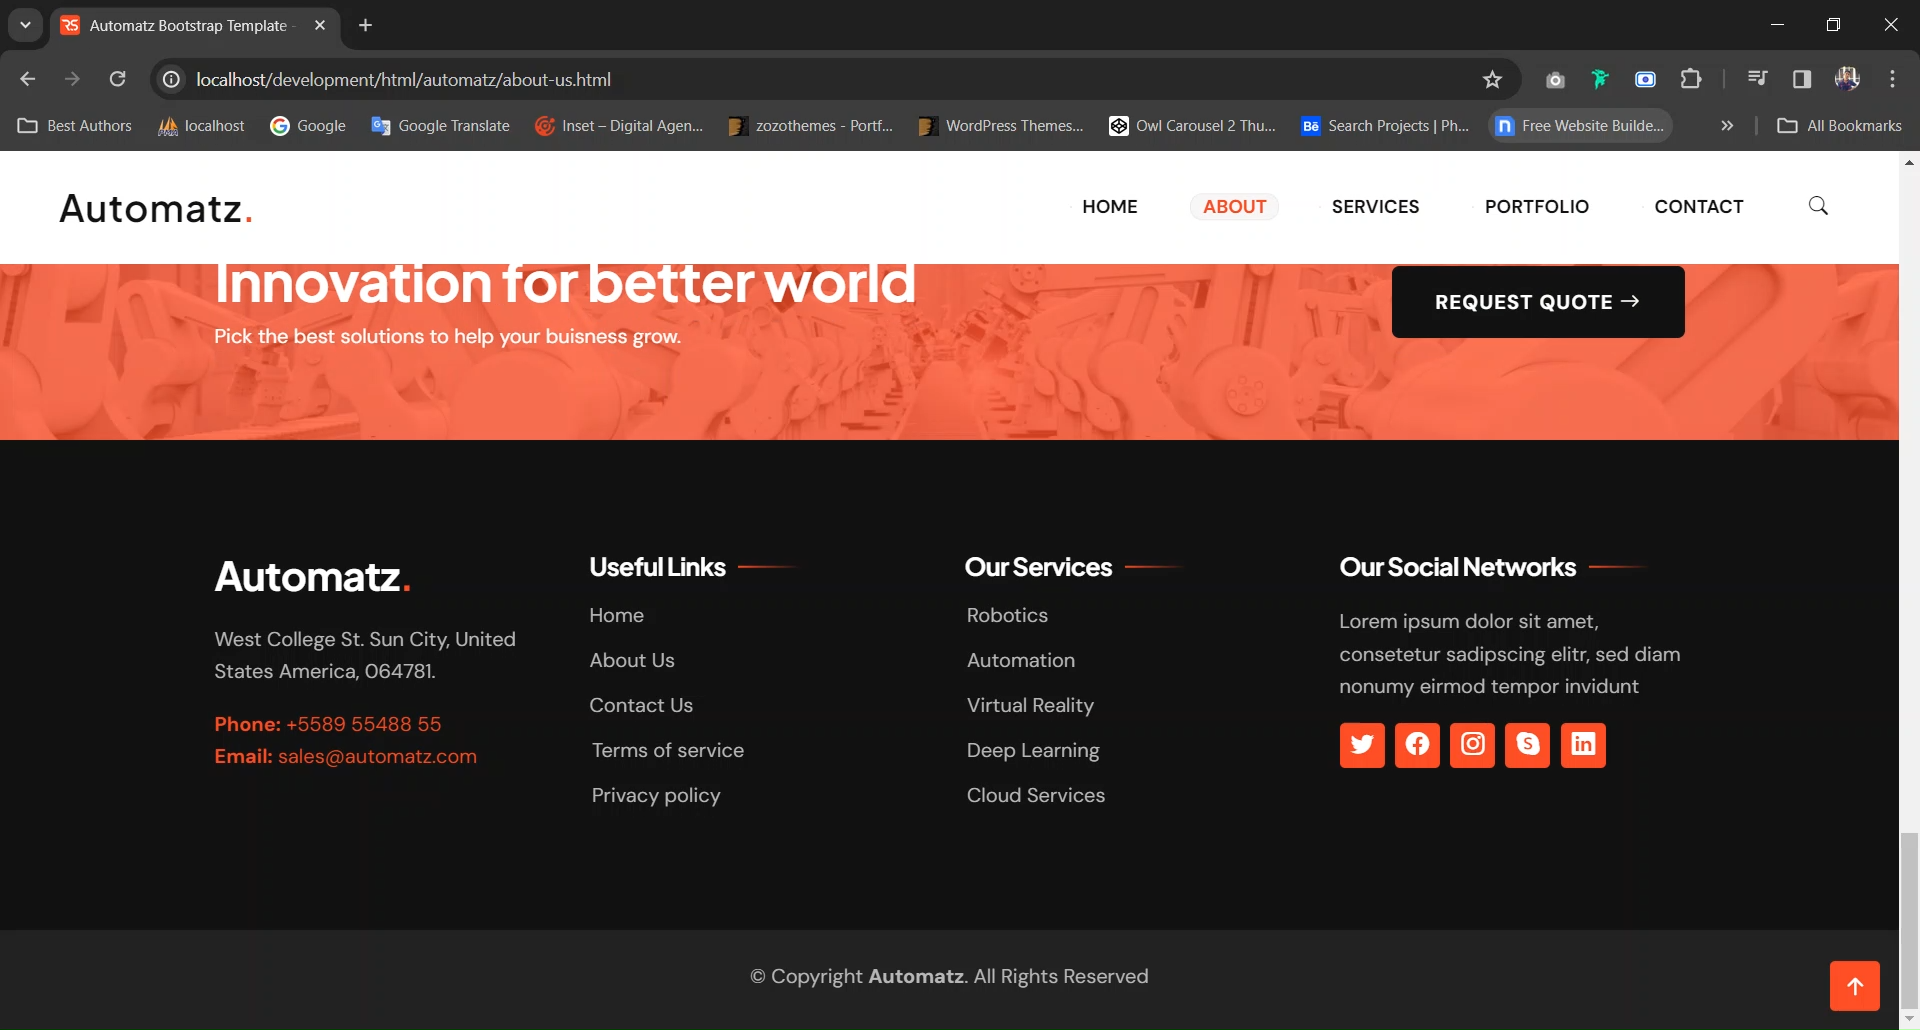 Automatz Bootstrap Template -
localhost/development/html/automatz/about-us.html
Best Authors
localhost
Google
Google Translate
Inset – Digital Agen...
zozothemes - Portf...
WordPress Themes...
Owl Carousel 2 Thu...
Search Projects | Ph...
Free Website Builde...
All Bookmarks
Automatz.
HOME
ABOUT
SERVICES
PORTFOLIO
CONTACT
Innovation for better world
Pick the best solutions to help your buisness grow.
REQUEST QUOTE →
Automatz.
West College St. Sun City, United
States America, 064781.
Phone: +5589 55488 55
Email: sales@automatz.com
Useful Links
Home
About Us
Contact Us
Terms of service
Privacy policy
Our Services
Robotics
Automation
Virtual Reality
Deep Learning
Cloud Services
Our Social Networks
Lorem ipsum dolor sit amet,
consetetur sadipscing elitr, sed diam
nonumy eirmod tempor invidunt
© Copyright Automatz. All Rights Reserved